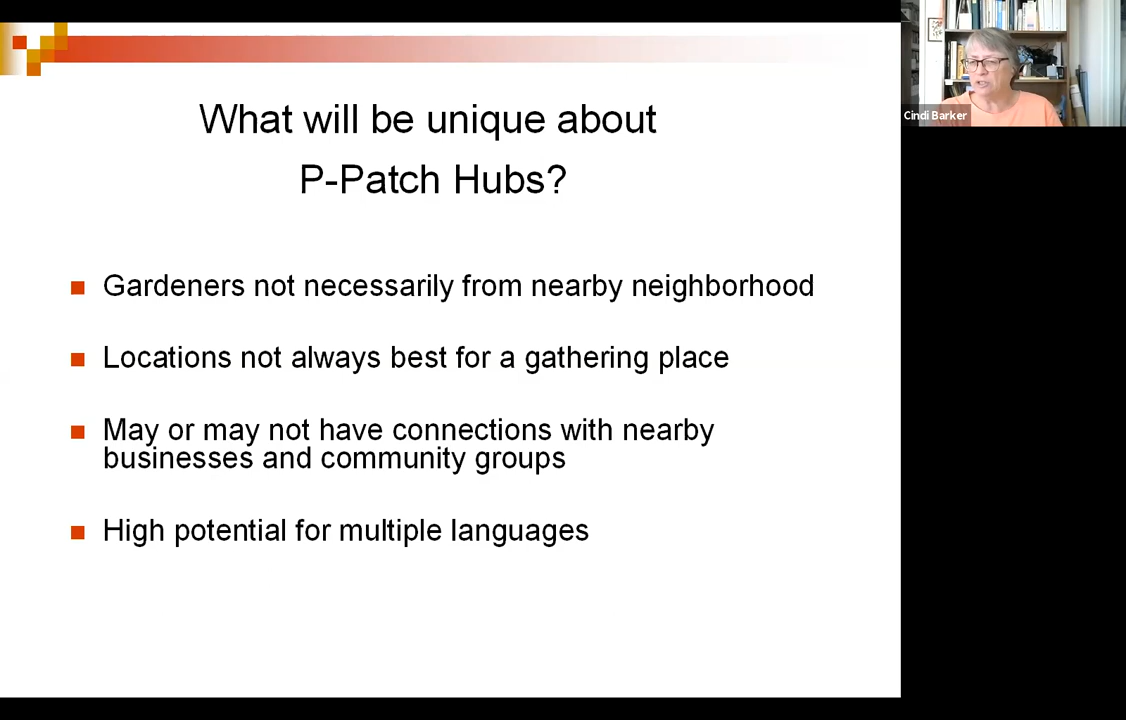 What will be unique about
P-Patch Hubs?
Gardeners not necessarily from nearby neighborhood
Locations not always best for a gathering place
May or may not have connections with nearby
businesses and community groups
High potential for multiple languages
Cindi Barker